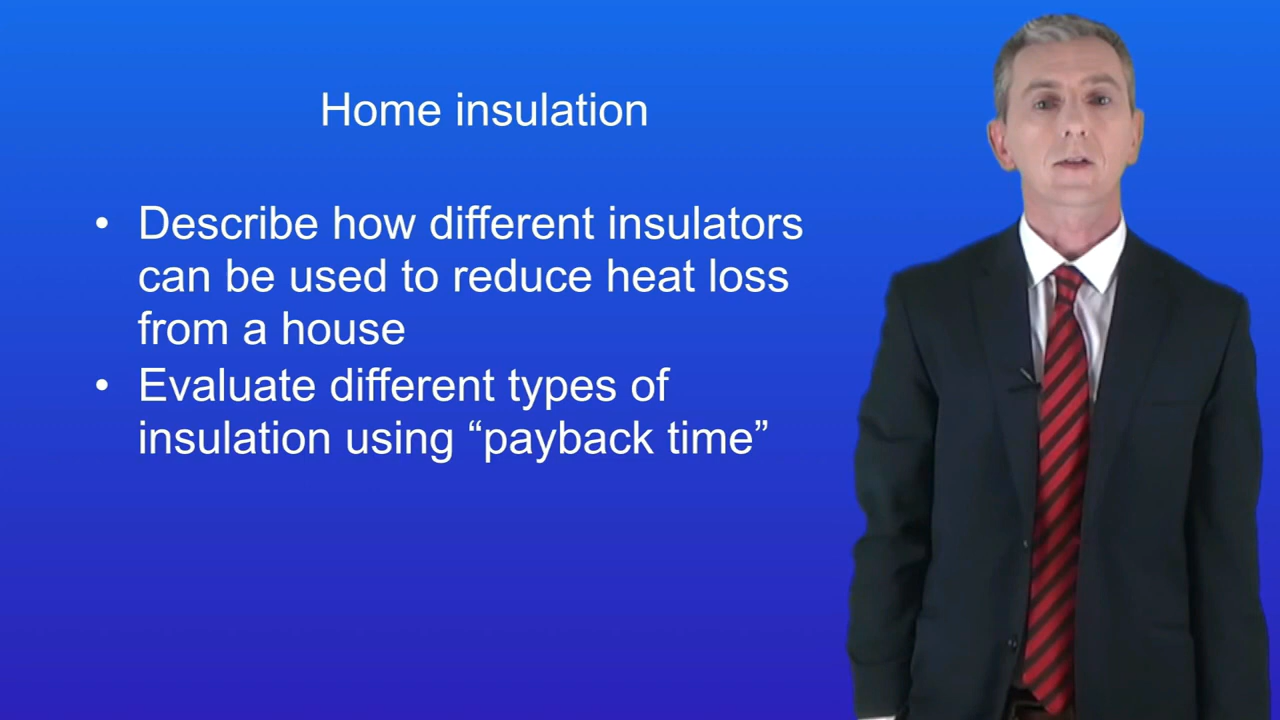 Home insulation
• Describe how different insulators
can be used to reduce heat loss
from a house
• Evaluate different types of
insulation using “payback time”